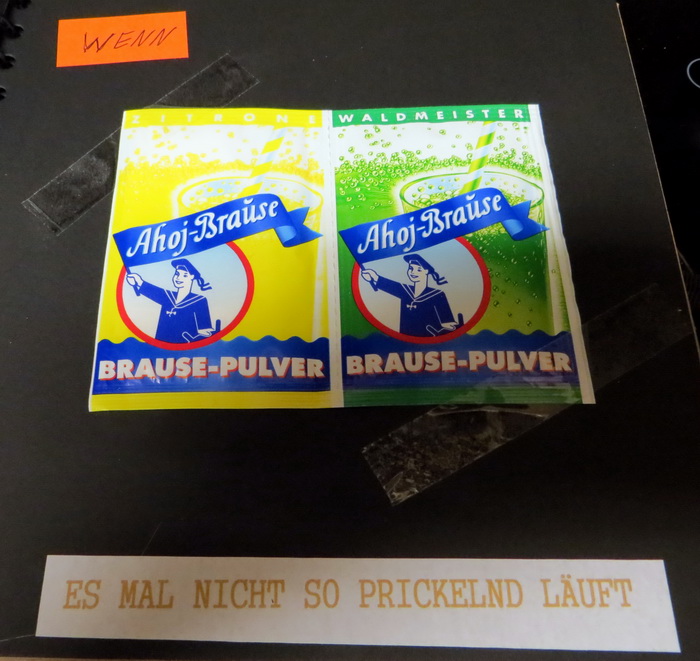 WENN
ZITRONE
Ahoj-Brause
BRAUSE-PULVER
WALDMEISTER
Ahoj-Brause
BRAUSE-PULVER
ES MAL NICHT SO PRICKELND LÄUFT